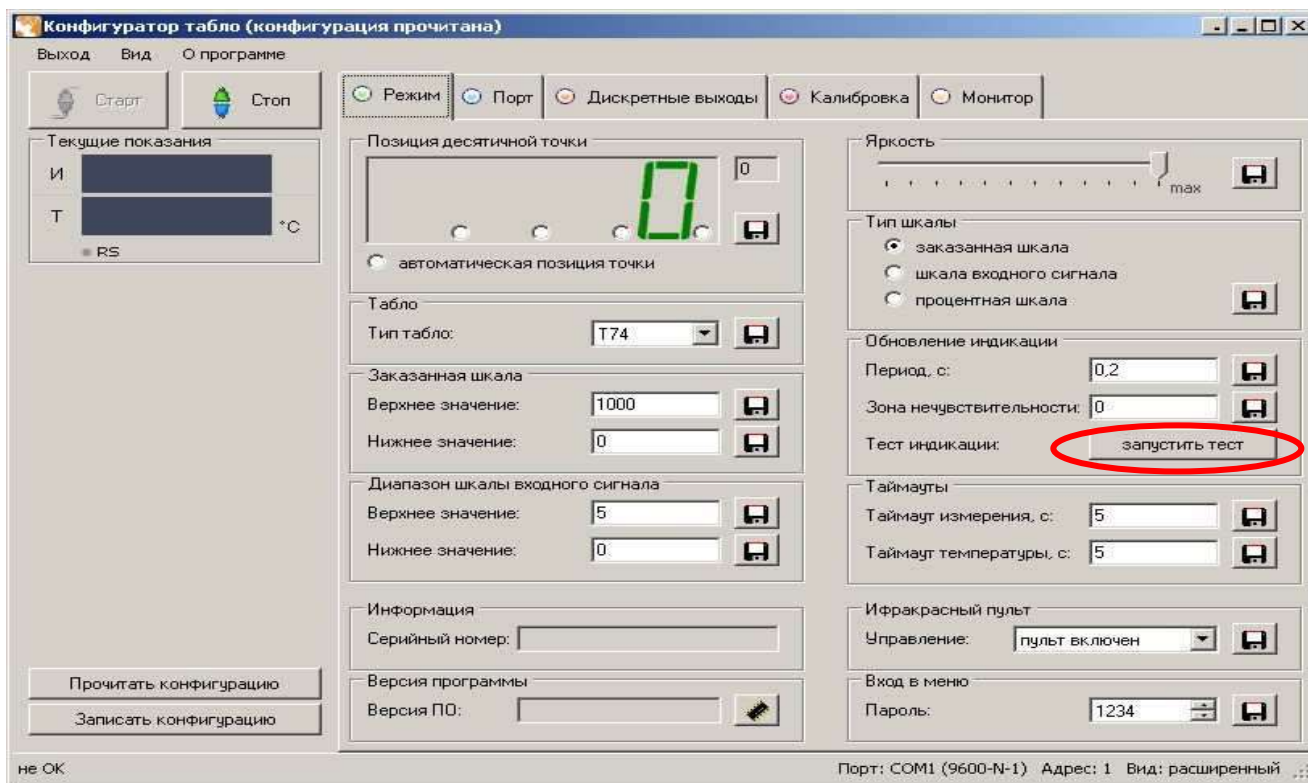 Конфигуратор табло (конфигурация прочитана)
Выход Вид О программе
Старт Стоп
Режим Порт Дискретные выходы Калибровка Монитор
Текущие показания
И
Т °C
RS
Позиция десятичной точки
0
0
автоматическая позиция точки
Табло
Тип табло: T74
Заказанная шкала
Верхнее значение: 1000
Нижнее значение: 0
Диапазон шкалы входного сигнала
Верхнее значение: 5
Нижнее значение: 0
Информация
Серийный номер:
Версия программы
Версия ПО:
Яркость
max
Тип шкалы
заказанная шкала
шкала входного сигнала
процентная шкала
Обновление индикации
Период, с: 0,2
Зона нечувствительности: 0
Тест индикации: запустить тест
Таймауты
Таймаут измерения, с: 5
Таймаут температуры, с: 5
Ифракрасный пульт
Управление: пульт включен
Вход в меню
Пароль: 1234
Прочитать конфигурацию
Записать конфигурацию
не OK Порт: COM1 (9600-N-1) Адрес: 1 Вид: расширенный